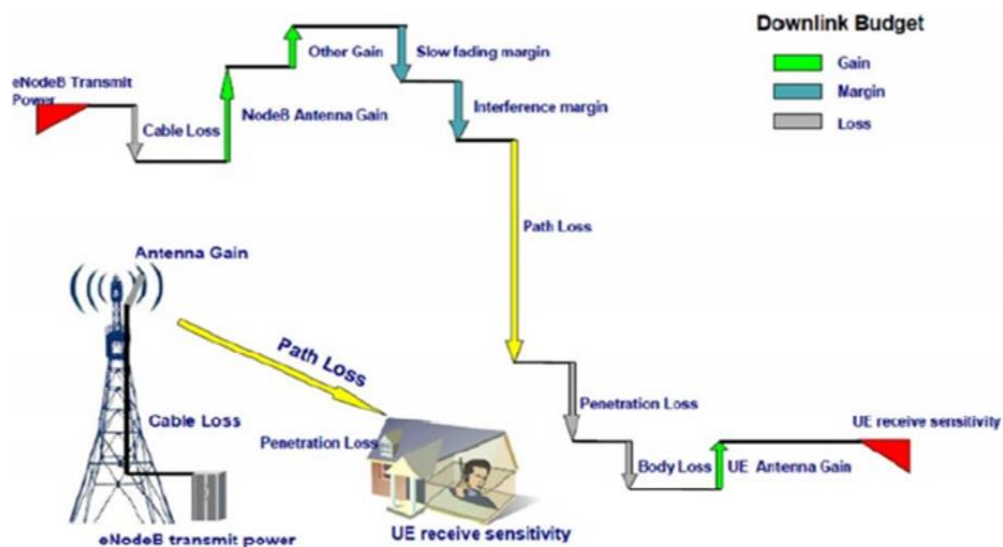 Downlink Budget
Gain
Margin
Loss
eNodeB Transmit
Power
Cable Loss
NodeB Antenna Gain
Other Gain
Slow fading margin
Interference margin
Path Loss
Penetration Loss
Body Loss
UE Antenna Gain
UE receive sensitivity
Antenna Gain
Path Loss
Cable Loss
Penetration Loss
eNodeB transmit power
UE receive sensitivity